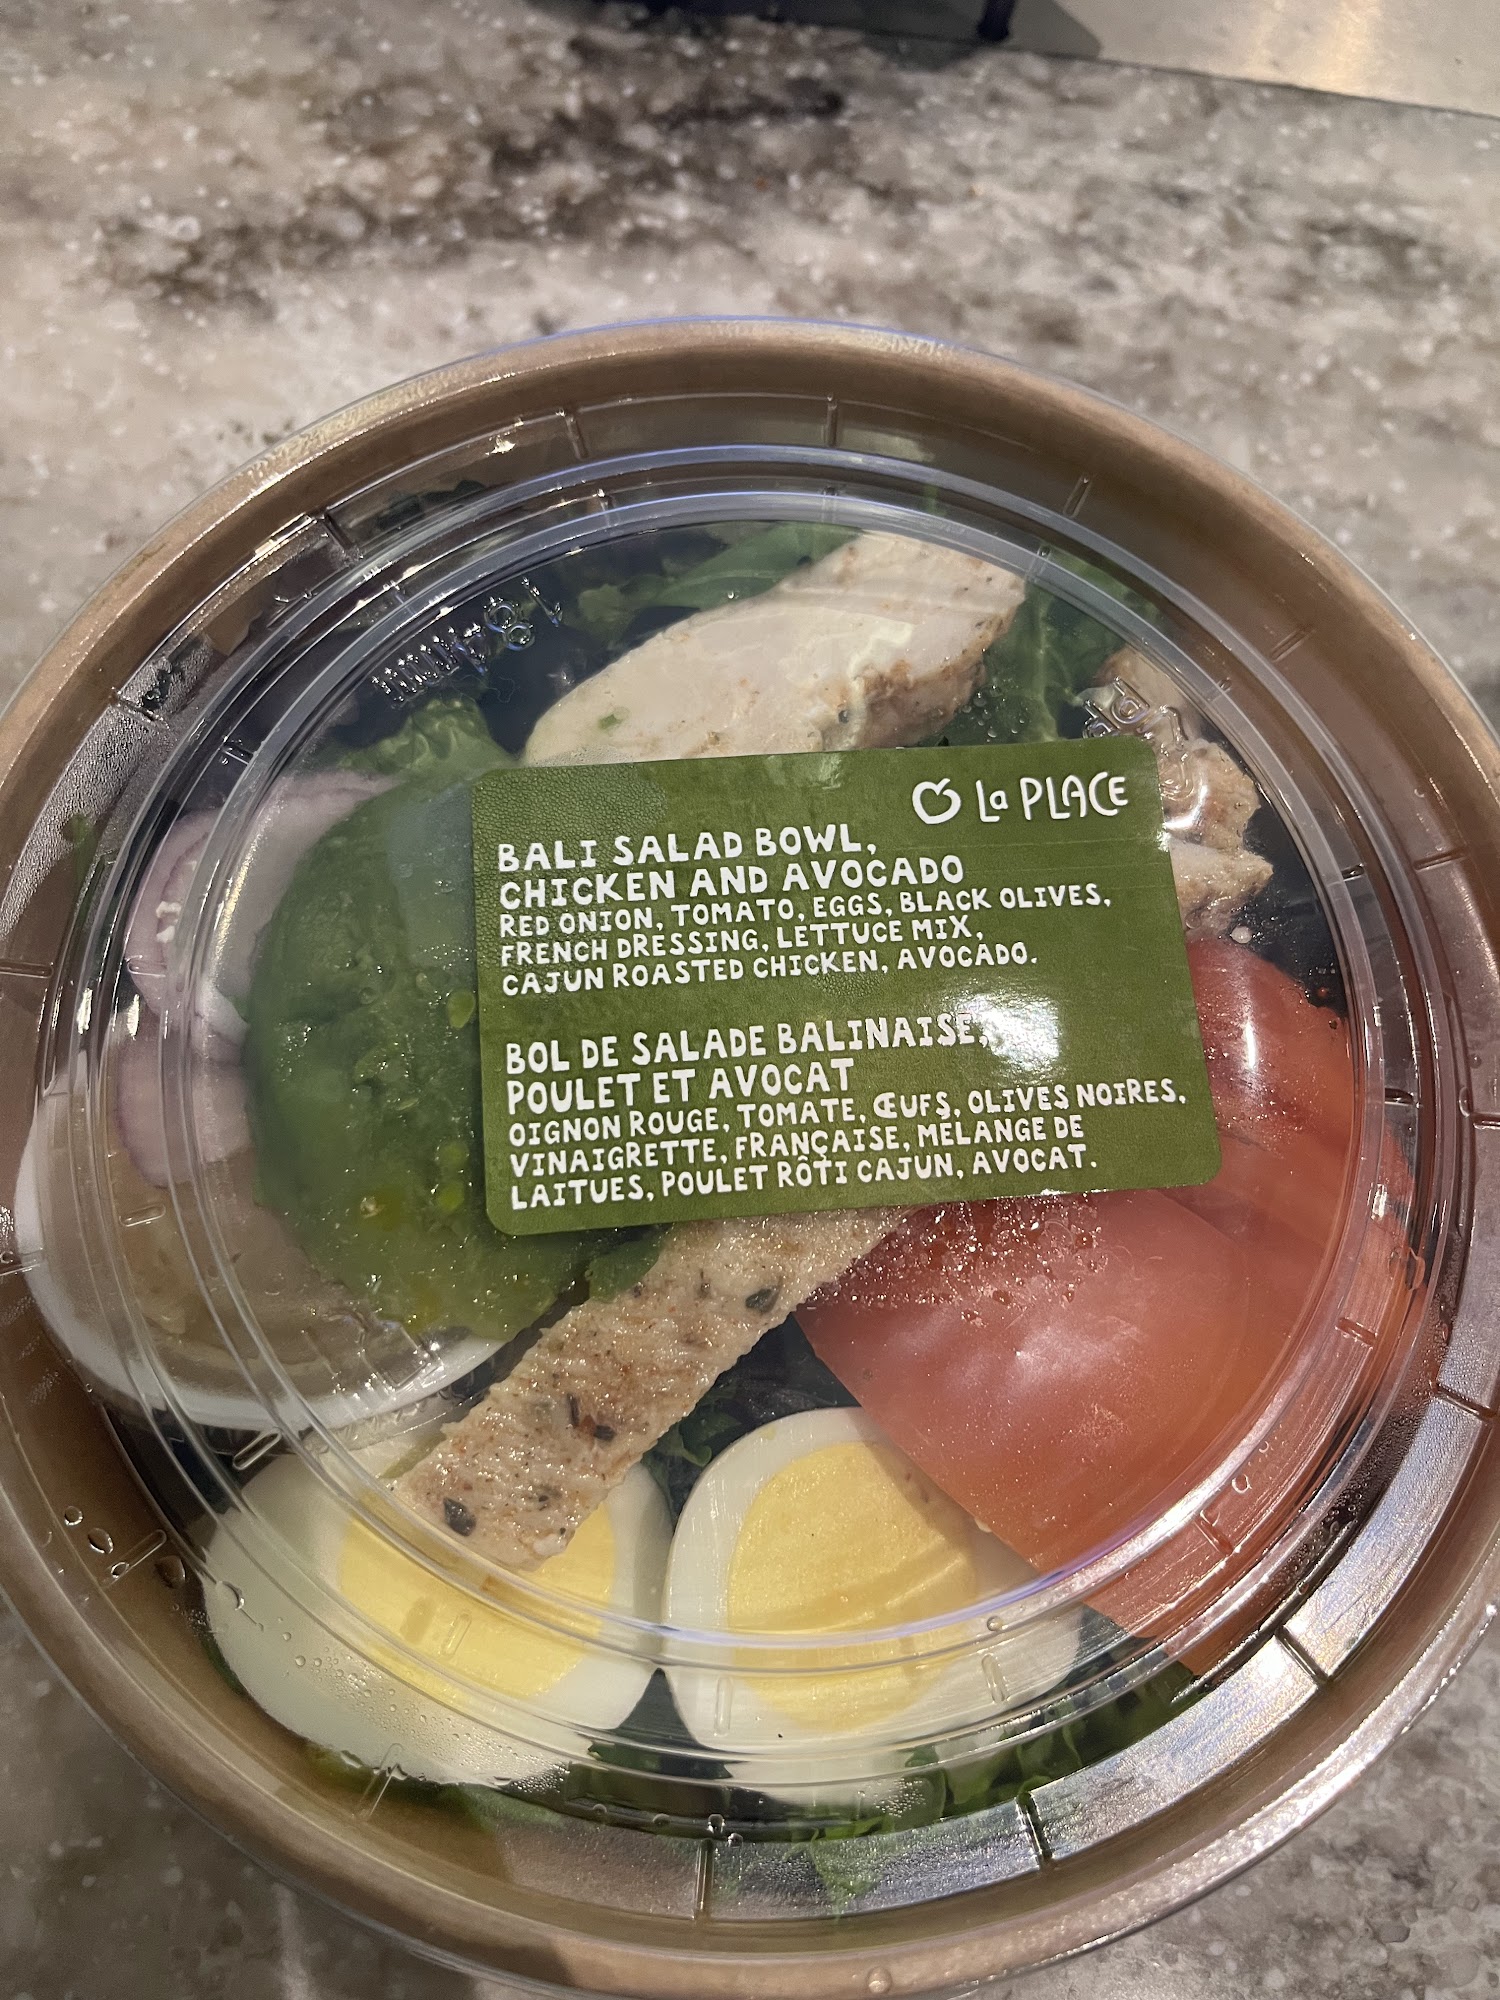 La PLACE
BALI SALAD BOWL,
CHICKEN AND AVOCADO
RED ONION, TOMATO, EGGS, BLACK OLIVES,
FRENCH DRESSING, LETTUCE MIX,
CAJUN ROASTED CHICKEN, AVOCADO.
BOL DE SALADE BALINAISE,
POULET ET AVOCAT
OIGNON ROUGE, TOMATE, ŒUFS, OLIVES NOIRES,
VINAIGRETTE, FRANÇAISE, MÉLANGE DE
LAITUES, POULET RÔTI CAJUN, AVOCAT.